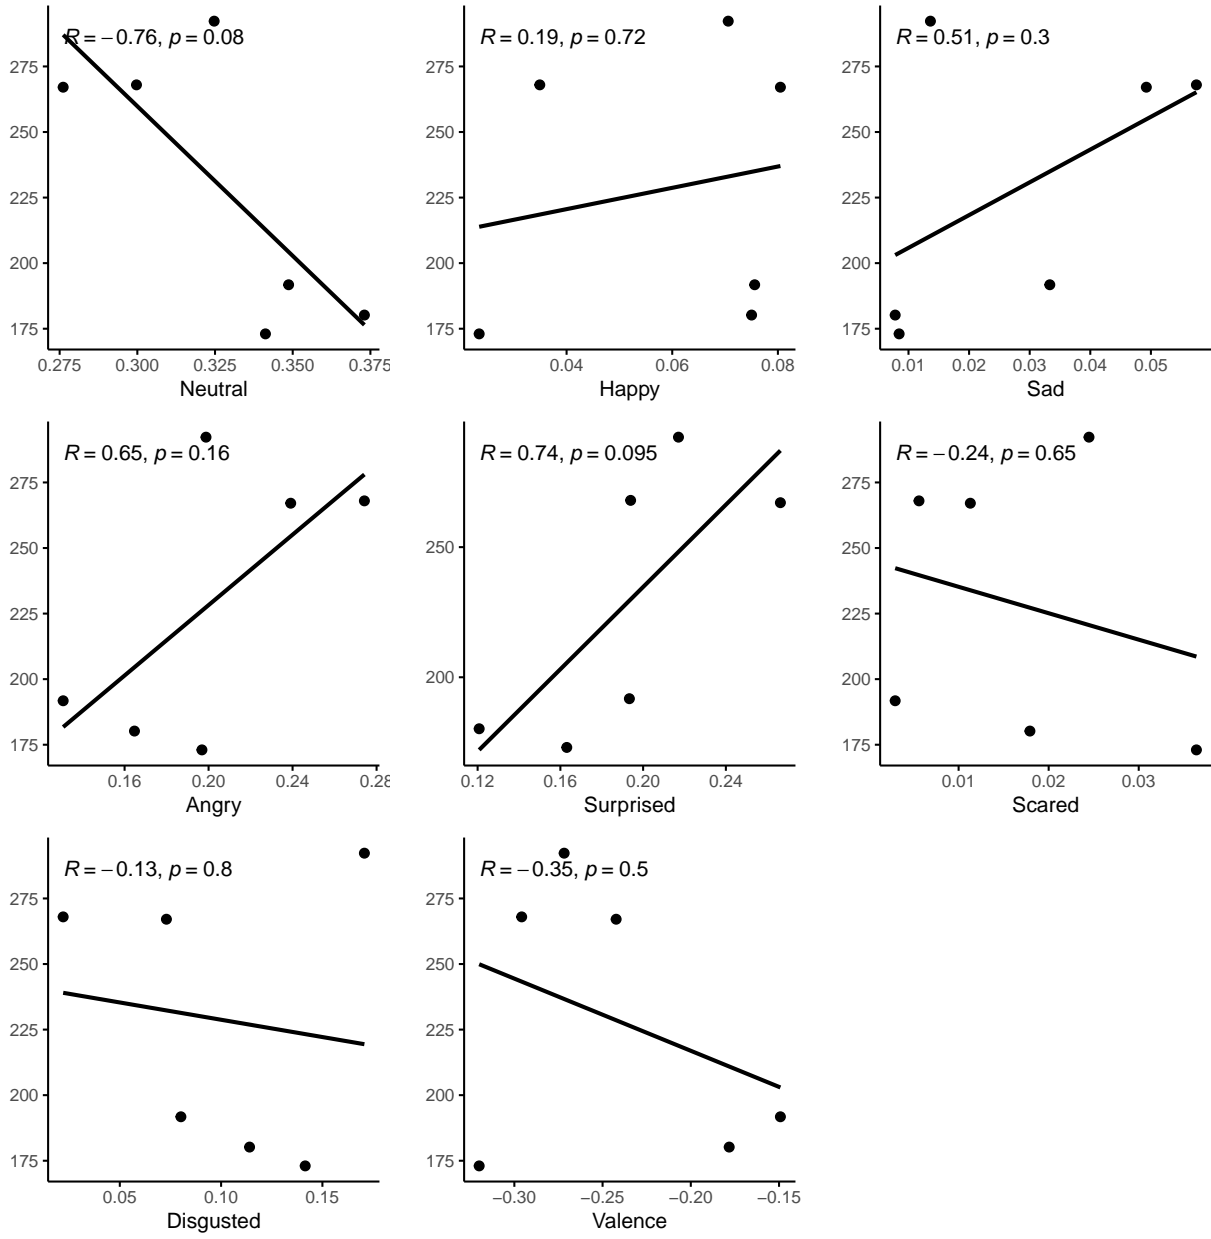 R = −0.76, p = 0.08
275
250
225
200
175
0.275 0.300 0.325 0.350 0.375
Neutral
R = 0.19, p = 0.72
275
250
225
200
175
0.04 0.06 0.08
Happy
R = 0.51, p = 0.3
275
250
225
200
175
0.01 0.02 0.03 0.04 0.05
Sad
R = 0.65, p = 0.16
275
250
225
200
175
0.16 0.20 0.24 0.28
Angry
R = 0.74, p = 0.095
250
200
0.12 0.16 0.20 0.24
Surprised
R = −0.24, p = 0.65
275
250
225
200
175
0.01 0.02 0.03
Scared
R = −0.13, p = 0.8
275
250
225
200
175
0.05 0.10 0.15
Disgusted
R = −0.35, p = 0.5
275
250
225
200
175
−0.30 −0.25 −0.20 −0.15
Valence